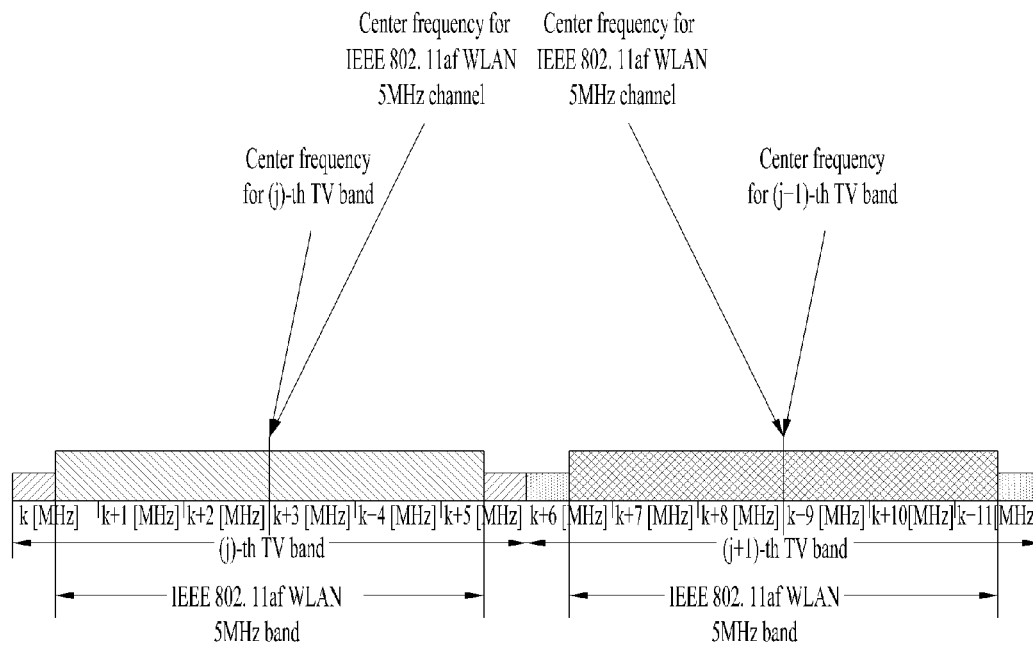 Center frequency for
IEEE 802. 11af WLAN
5MHz channel
Center frequency for
IEEE 802. 11af WLAN
5MHz channel
Center frequency
for (j)-th TV band
Center frequency
for (j−1)-th TV band
k [MHz] k+1 [MHz] k+2 [MHz] k+3 [MHz] k−4 [MHz] k+5 [MHz] k+6 [MHz] k+7 [MHz] k+8 [MHz] k−9 [MHz] k+10[MHz] k−11[MHz
(j)-th TV band
(j+1)-th TV band
IEEE 802. 11af WLAN
5MHz band
IEEE 802. 11af WLAN
5MHz band